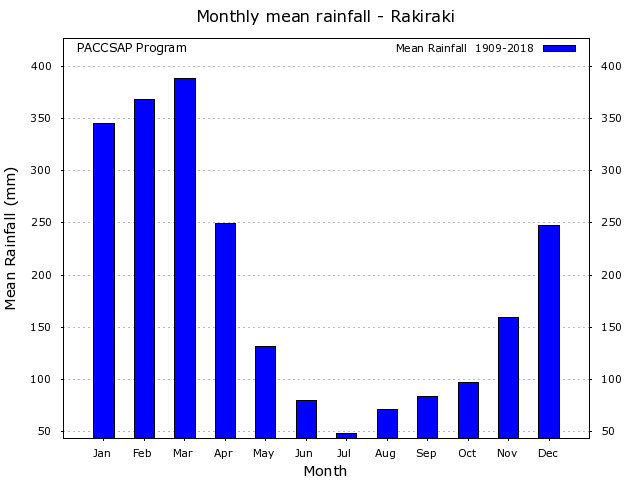 Monthly mean rainfall - Rakiraki
PACCSAP Program
Mean Rainfall 1909-2018
Mean Rainfall (mm)
400 400
350 350
300 300
250 250
200 200
150 150
100 100
50 50
Jan Feb Mar Apr May Jun Jul Aug Sep Oct Nov Dec
Month